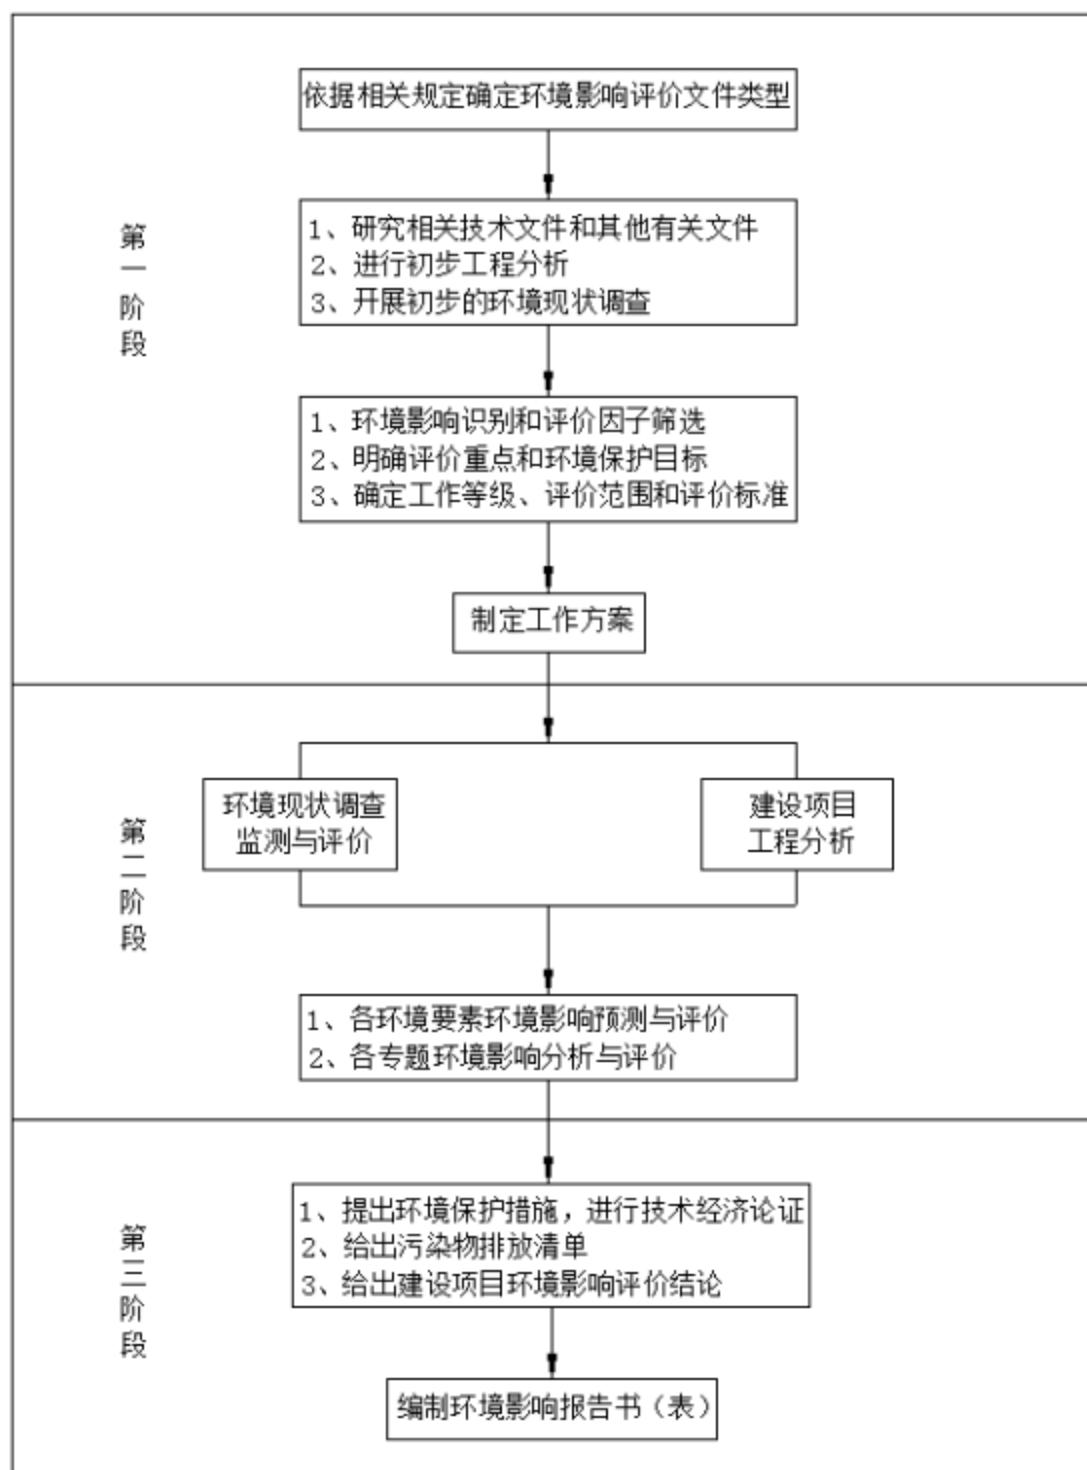 第一阶段
依据相关规定确定环境影响评价文件类型
1、研究相关技术文件和其他有关文件
2、进行初步工程分析
3、开展初步的环境现状调查
1、环境影响识别和评价因子筛选
2、明确评价重点和环境保护目标
3、确定工作等级、评价范围和评价标准
制定工作方案
第二阶段
环境现状调查
监测与评价
建设项目
工程分析
1、各环境要素环境影响预测与评价
2、各专题环境影响分析与评价
第三阶段
1、提出环境保护措施，进行技术经济论证
2、给出污染物排放清单
3、给出建设项目环境影响评价结论
编制环境影响报告书（表）